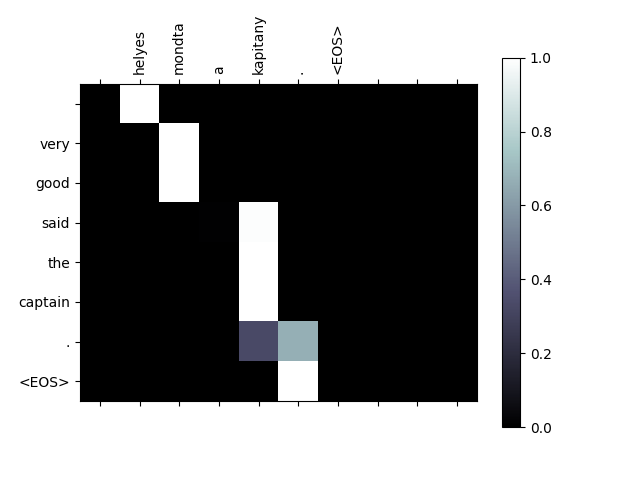 helyes mondta a kapitany . <EOS>
very
good
said
the
captain
.
<EOS>
1.0
0.8
0.6
0.4
0.2
0.0